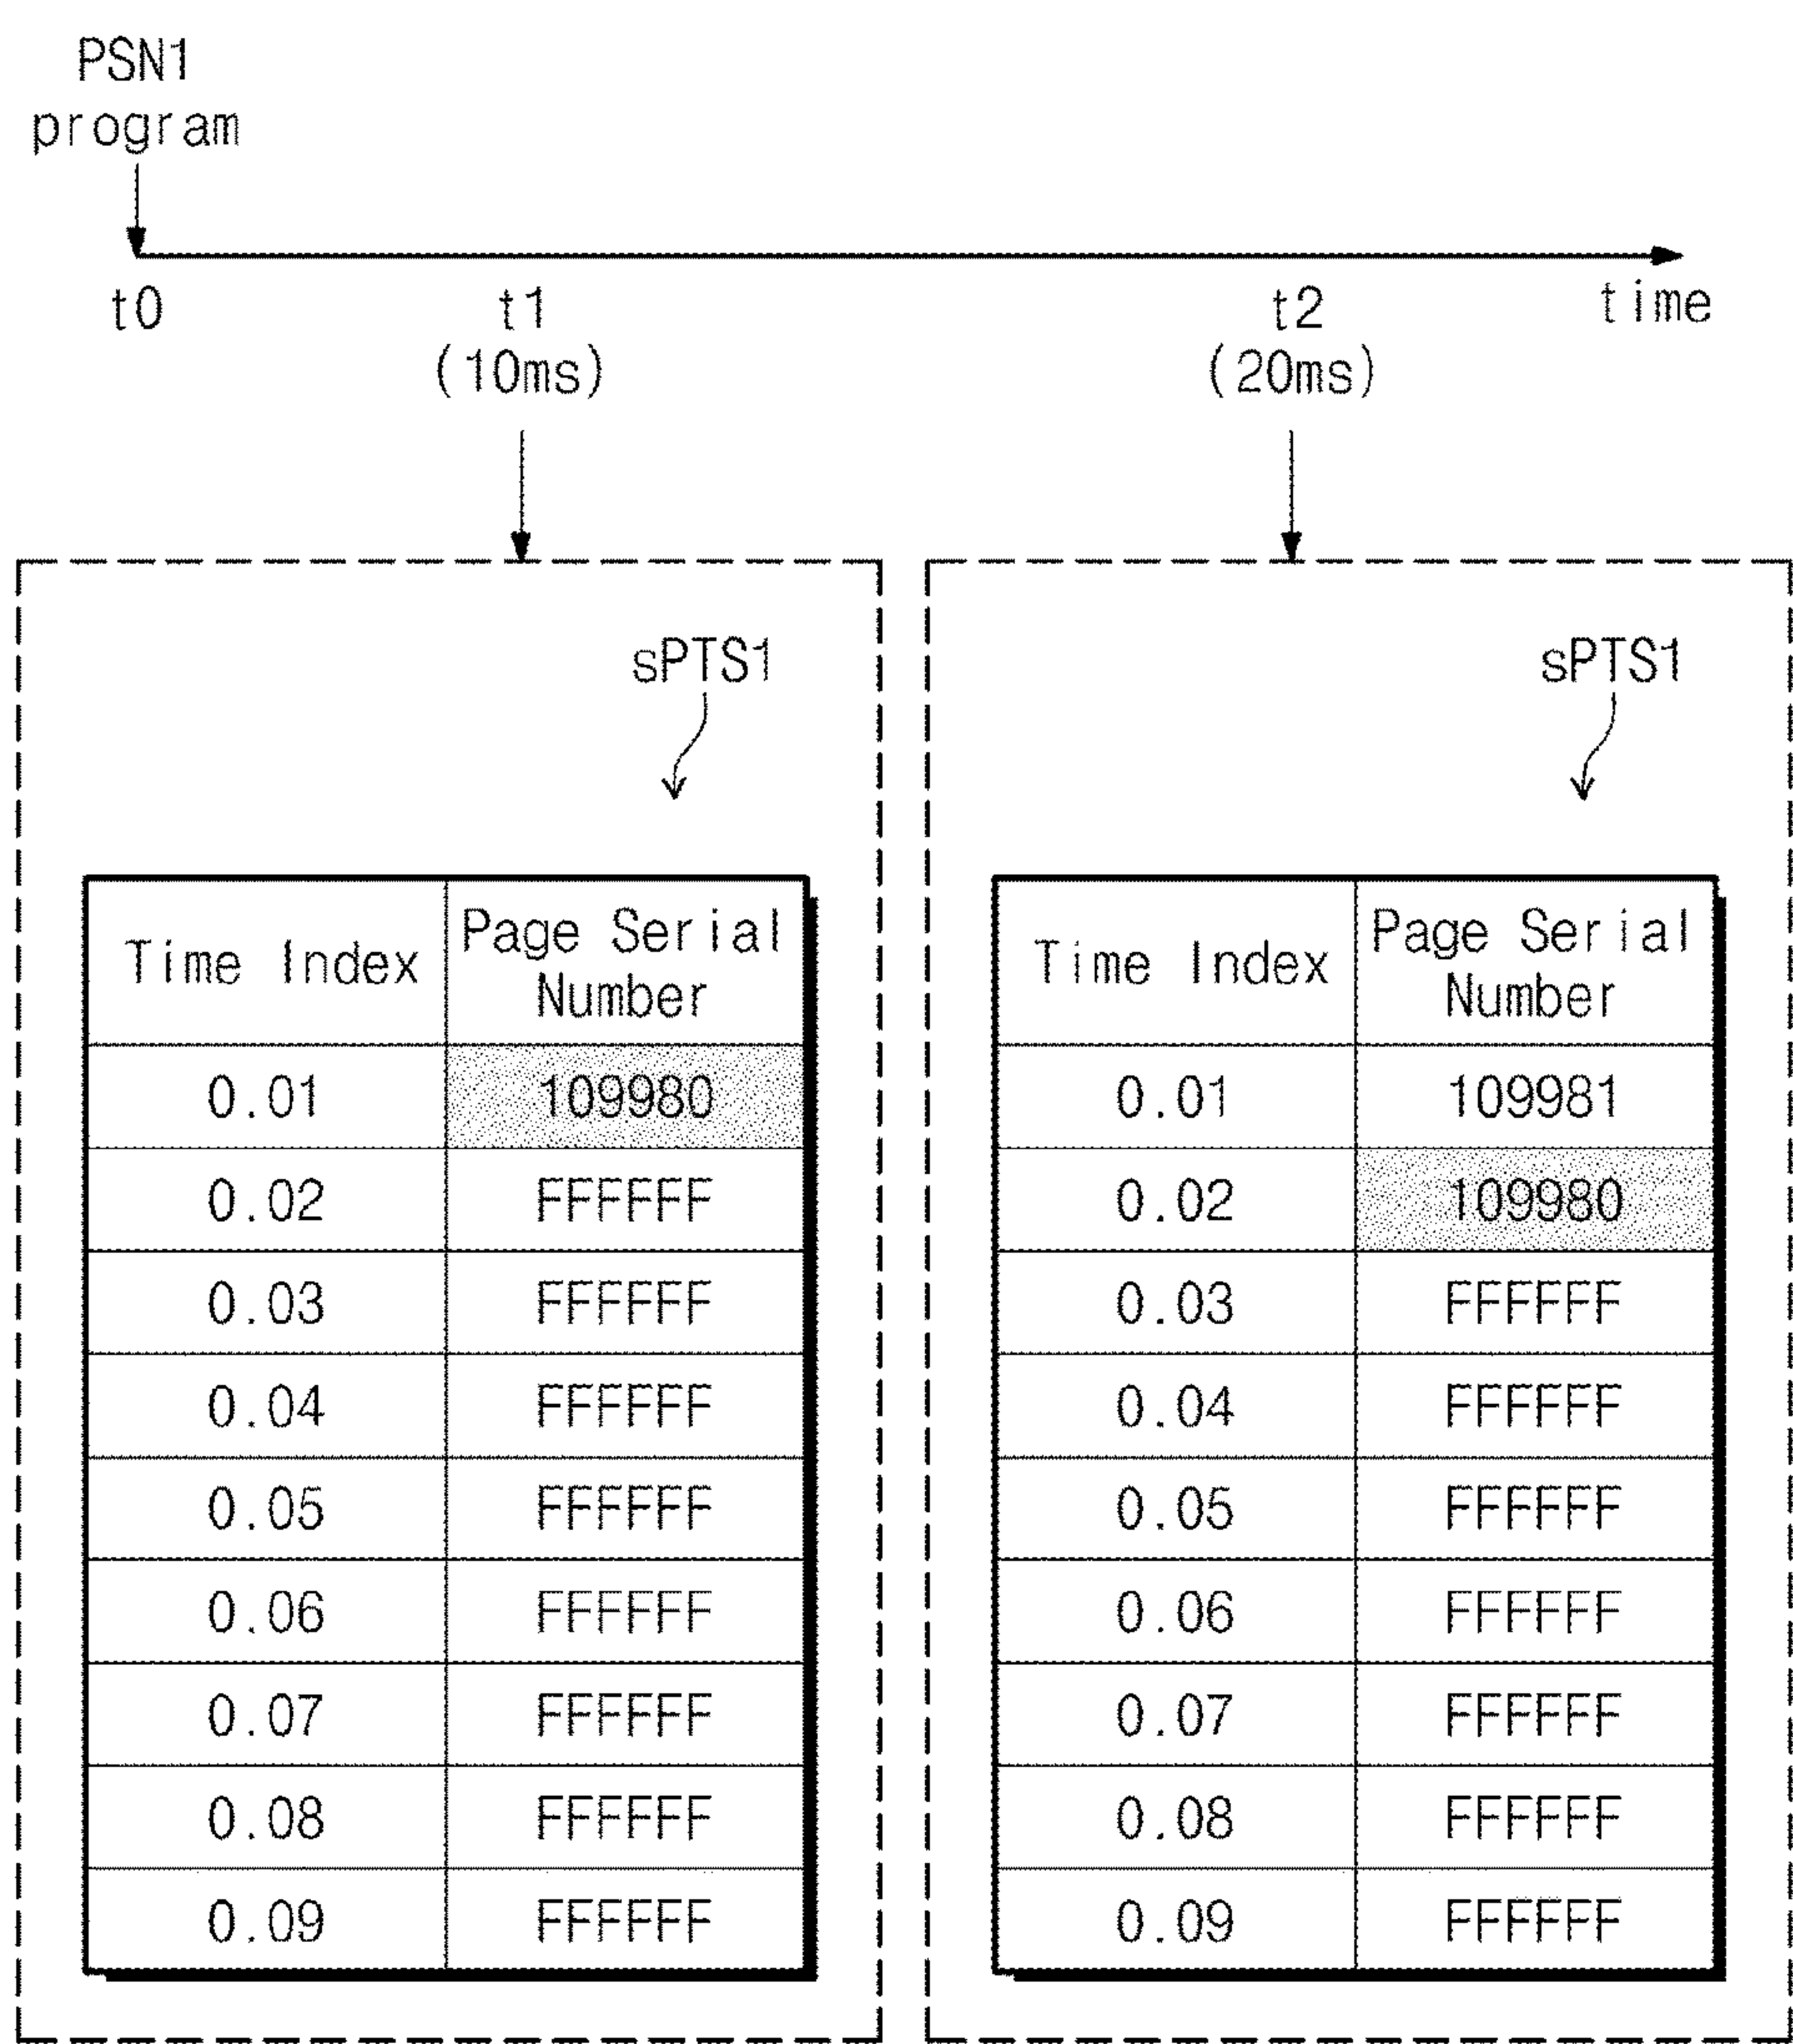 PSN1
program
t0 t1 t2 time
(10ms) (20ms)
sPTS1
Time Index Page Serial
Number
0.01 109980
0.02 FFFFFF
0.03 FFFFFF
0.04 FFFFFF
0.05 FFFFFF
0.06 FFFFFF
0.07 FFFFFF
0.08 FFFFFF
0.09 FFFFFF
sPTS1
Time Index Page Serial
Number
0.01 109981
0.02 109980
0.03 FFFFFF
0.04 FFFFFF
0.05 FFFFFF
0.06 FFFFFF
0.07 FFFFFF
0.08 FFFFFF
0.09 FFFFFF